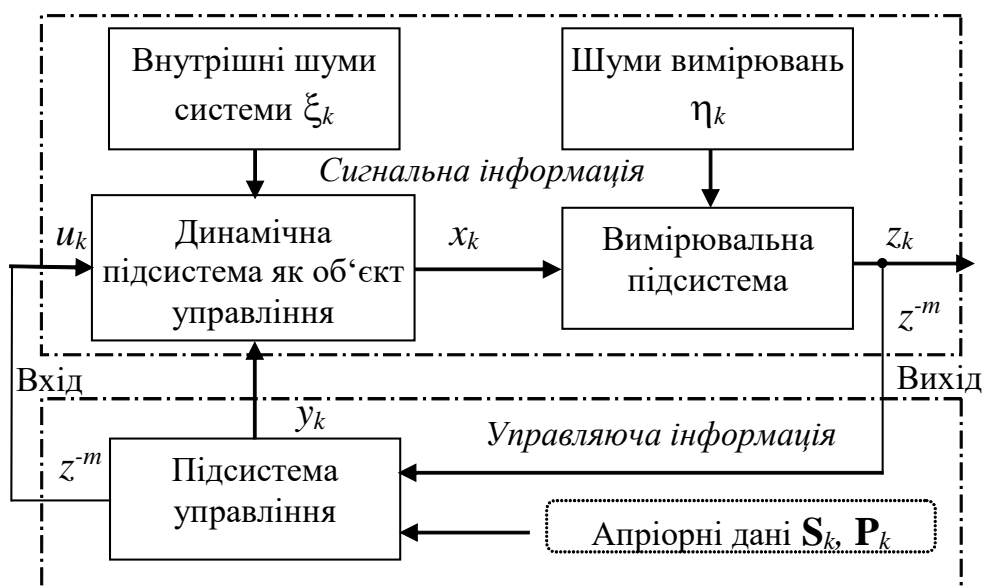 Внутрішні шуми
системи ξk
Шуми вимірювань
ηk
Сигнальна інформація
uk
Динамічна
підсистема як об‘єкт
управління
xk
Вимірювальна
підсистема
zk
z-m
Вхід
Вихід
yk
Управляюча інформація
z-m
Підсистема
управління
Апріорні дані Sk, Pk